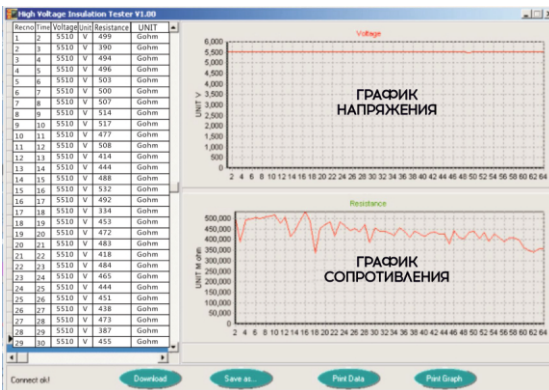 High Voltage Insulation Tester V1.00
Recno Time Voltage Unit Resistance UNIT
1 2 5510 V 499 Gohm
2 3 5510 V 390 Gohm
3 4 5510 V 494 Gohm
4 5 5510 V 496 Gohm
5 6 5510 V 503 Gohm
6 7 5510 V 500 Gohm
7 8 5510 V 507 Gohm
8 9 5510 V 514 Gohm
9 10 5510 V 517 Gohm
10 11 5510 V 477 Gohm
11 12 5510 V 508 Gohm
12 13 5510 V 414 Gohm
13 14 5510 V 444 Gohm
14 15 5510 V 488 Gohm
15 16 5510 V 532 Gohm
16 17 5510 V 492 Gohm
17 18 5510 V 334 Gohm
18 19 5510 V 453 Gohm
19 20 5510 V 472 Gohm
20 21 5510 V 483 Gohm
21 22 5510 V 418 Gohm
22 23 5510 V 484 Gohm
23 24 5510 V 465 Gohm
24 25 5510 V 444 Gohm
25 26 5510 V 451 Gohm
26 27 5510 V 438 Gohm
27 28 5510 V 473 Gohm
28 29 5510 V 387 Gohm
29 30 5510 V 455 Gohm
Voltage
6,000
5,500
5,000
4,500
4,000
3,500
3,000
2,500
2,000
1,500
1,000
500
0
UNIT V
ГРАФИК
НАПРЯЖЕНИЯ
2 4 6 8 10 12 14 16 18 20 22 24 26 28 30 32 34 36 38 40 42 44 46 48 50 52 54 56 58 60 62 64
Resistance
500,000
450,000
400,000
350,000
300,000
250,000
200,000
150,000
100,000
50,000
0
UNIT M ohm
ГРАФИК
СОПРОТИВЛЕНИЯ
2 4 6 8 10 12 14 16 18 20 22 24 26 28 30 32 34 36 38 40 42 44 46 48 50 52 54 56 58 60 62 64
Connect ok!
Download
Save as...
Print Data
Print Graph